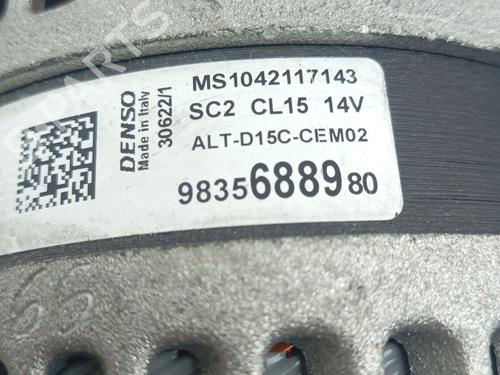 MS1042117143
SC2 CL15 14V
ALT-D15C-CEM02
9835688980
DENSO
Made in Italy
30622/1